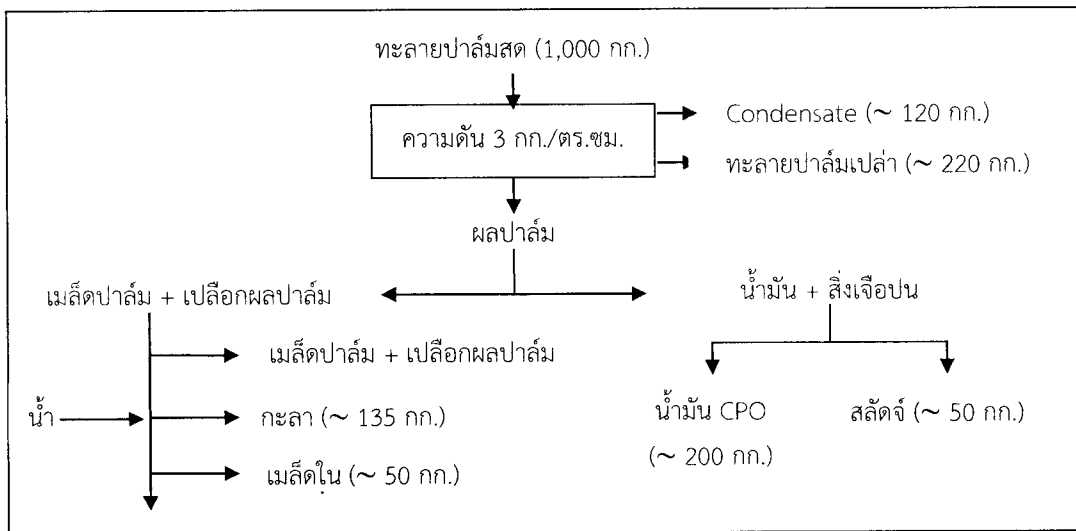 ทะลายปาล์มสด (1,000 กก.)
ความดัน 3 กก./ตร.ซม.
Condensate (~ 120 กก.)
ทะลายปาล์มเปล่า (~ 220 กก.)
ผลปาล์ม
เมล็ดปาล์ม + เปลือกผลปาล์ม
น้ำมัน + สิ่งเจือปน
เมล็ดปาล์ม + เปลือกผลปาล์ม
น้ำ
กะลา (~ 135 กก.)
เมล็ดใน (~ 50 กก.)
น้ำมัน CPO
(~ 200 กก.)
สลัดจ์ (~ 50 กก.)